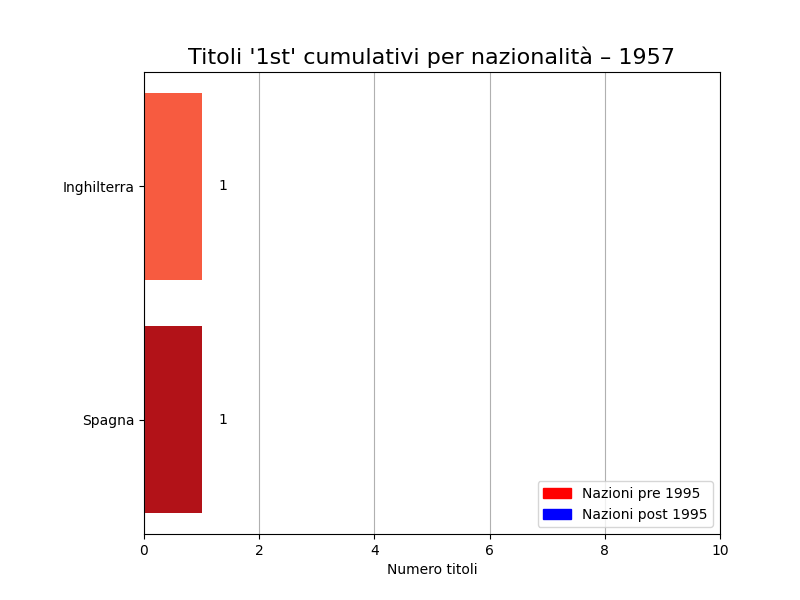 Titoli '1st' cumulativi per nazionalità – 1957
Inghilterra
1
Spagna
1
Nazioni pre 1995
Nazioni post 1995
0 2 4 6 8 10
Numero titoli